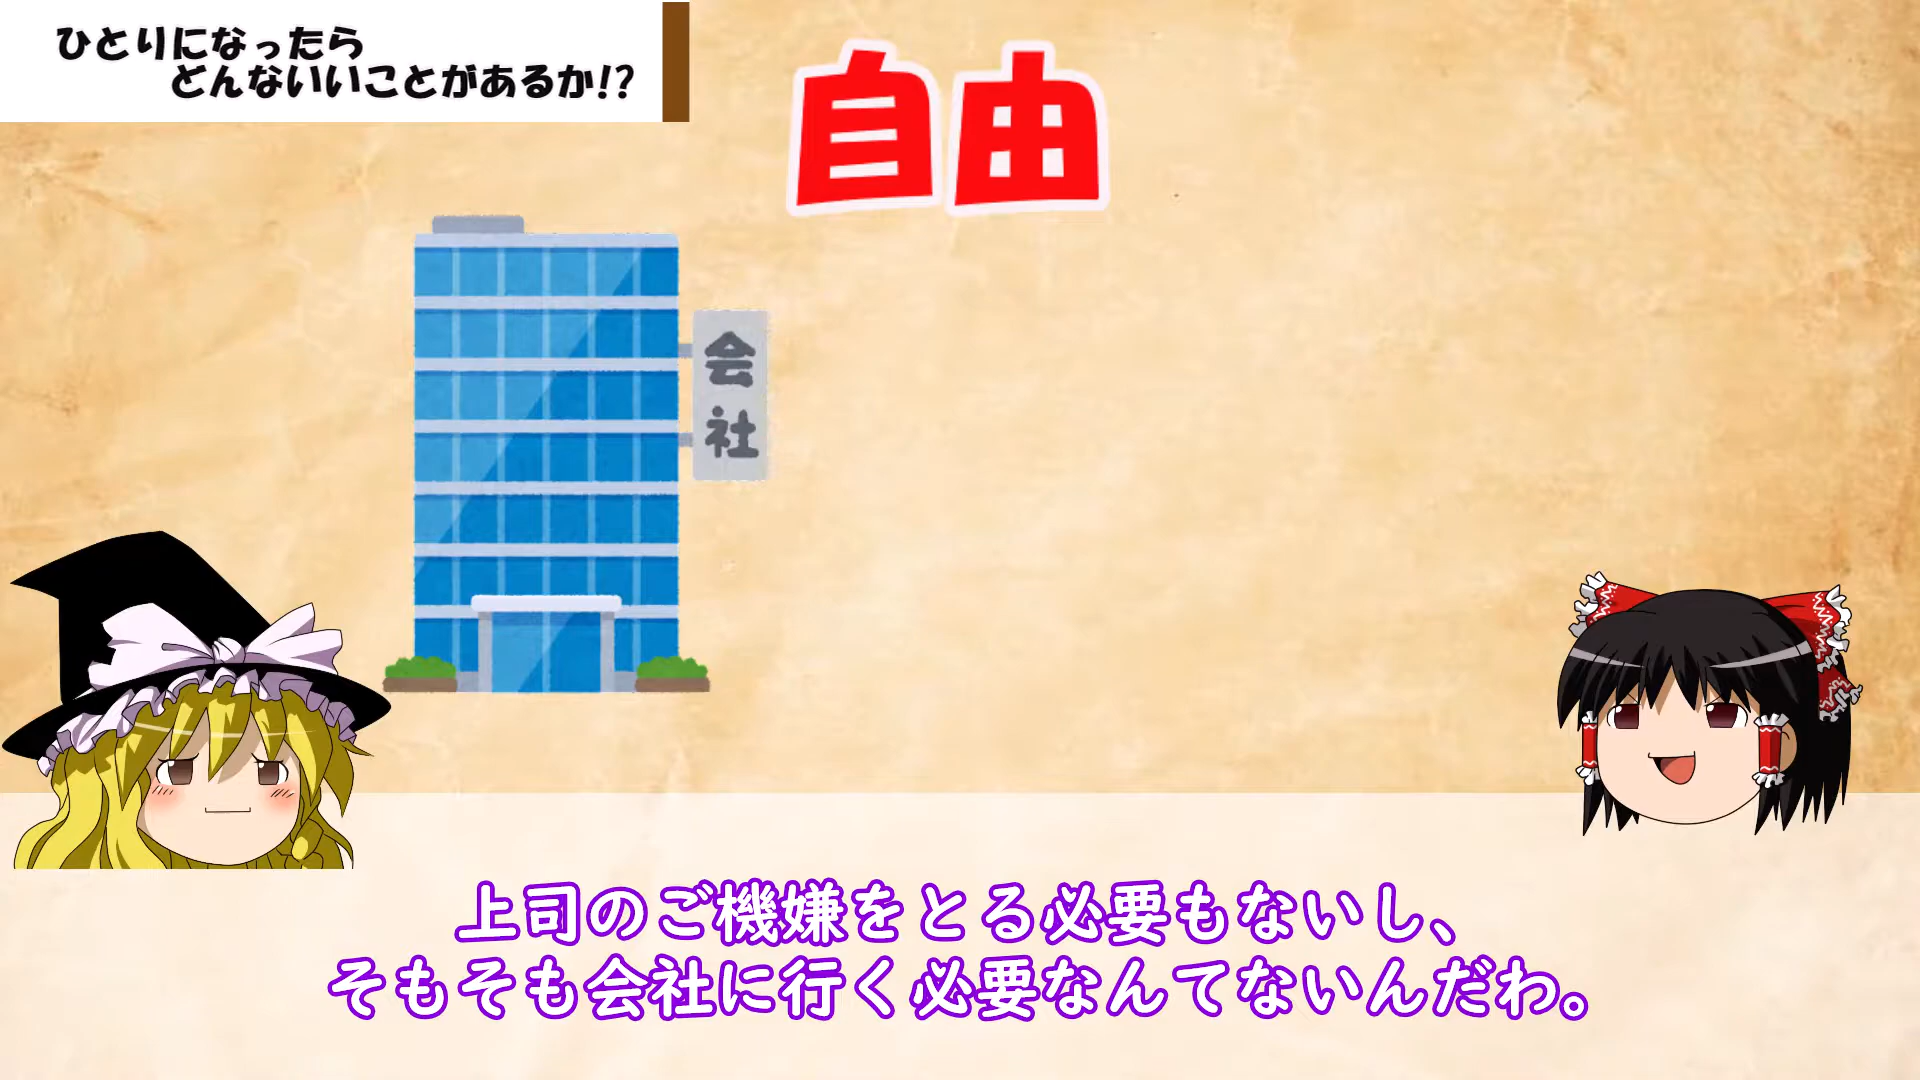 ひとりになったら
どんないいことがあるか!?
自由
会社
上司のご機嫌をとる必要もないし、
そもそも会社に行く必要なんてないんだわ。